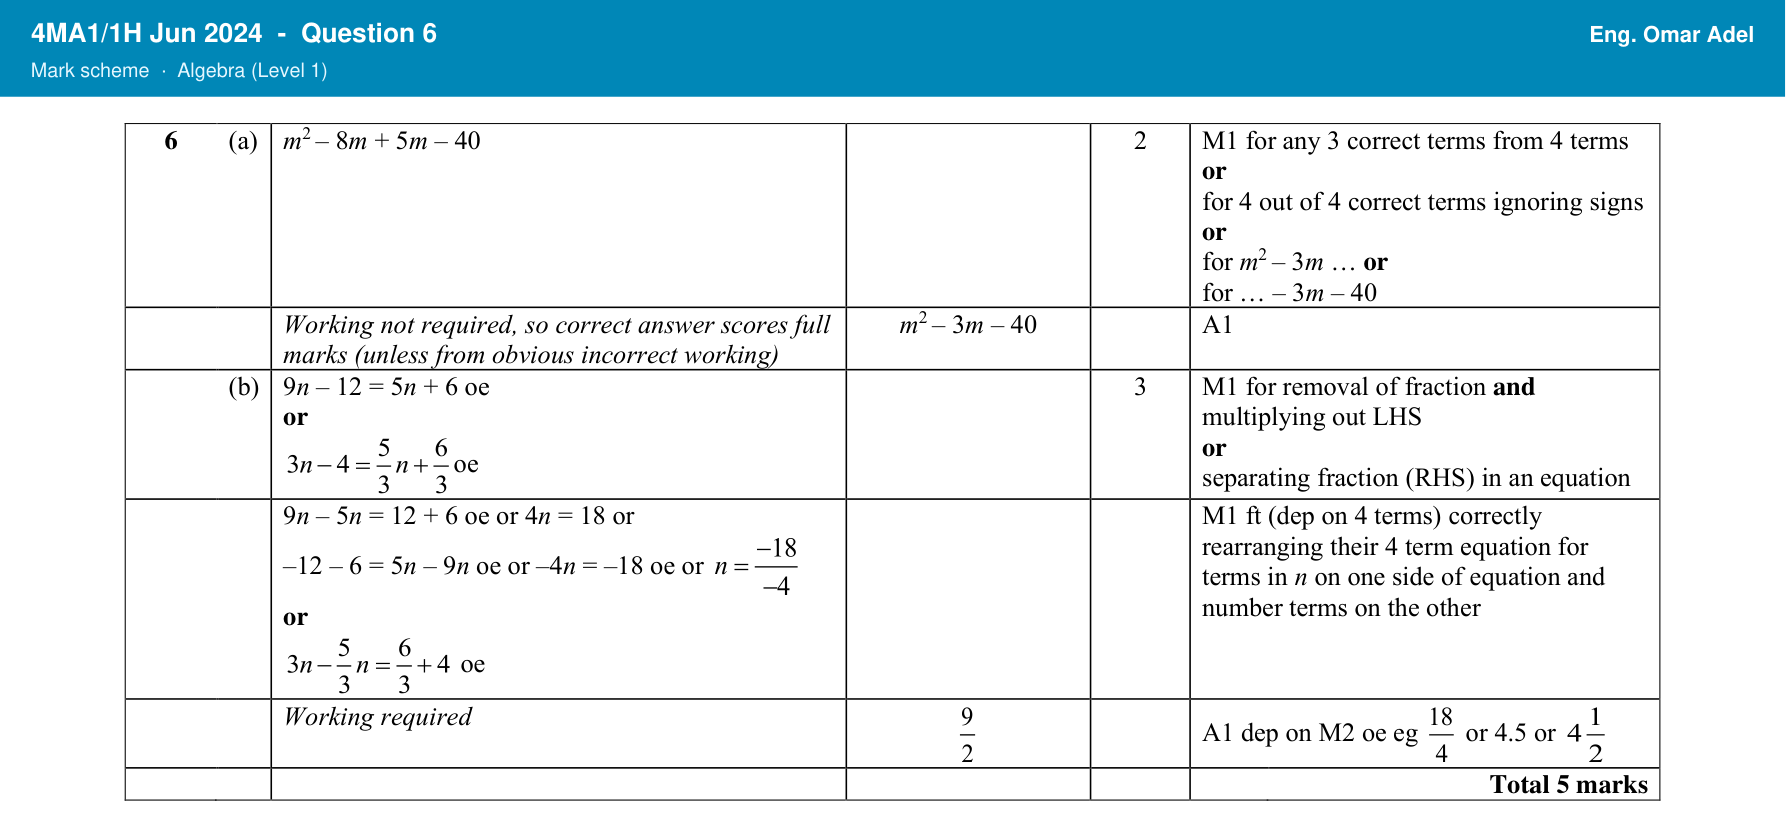 4MA1/1H Jun 2024 - Question 6
Eng. Omar Adel
Mark scheme · Algebra (Level 1)
6 (a) m² – 8m + 5m – 40 2 M1 for any 3 correct terms from 4 terms
or
for 4 out of 4 correct terms ignoring signs
or
for m² – 3m … or
for … – 3m – 40
Working not required, so correct answer scores full m² – 3m – 40 A1
marks (unless from obvious incorrect working)
(b) 9n – 12 = 5n + 6 oe 3 M1 for removal of fraction and
or multiplying out LHS
3n – 4 = 5/3 n + 6/3 oe or
separating fraction (RHS) in an equation
9n – 5n = 12 + 6 oe or 4n = 18 or M1 ft (dep on 4 terms) correctly
–12 – 6 = 5n – 9n oe or –4n = –18 oe or n = –18/–4 rearranging their 4 term equation for
terms in n on one side of equation and
or number terms on the other
3n – 5/3 n = 6/3 + 4 oe
Working required 9/2 A1 dep on M2 oe eg 18/4 or 4.5 or 4 1/2
Total 5 marks